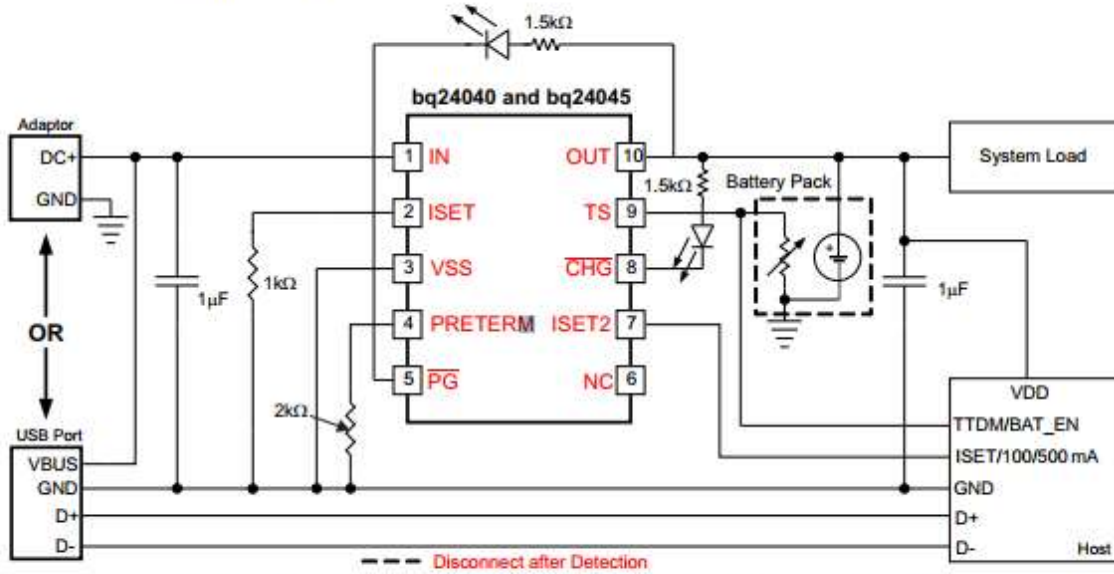 1.5kΩ
bq24040 and bq24045
Adaptor
DC+
GND
OR
USB Port
VBUS
GND
D+
D-
1μF
1kΩ
2kΩ
1 IN
2 ISET
3 VSS
4 PRETERM
5 PG
OUT 10
TS 9
CHG 8
ISET2 7
NC 6
1.5kΩ
Battery Pack
+
System Load
1μF
VDD
TTDM/BAT_EN
ISET/100/500 mA
GND
D+
D-
Host
Disconnect after Detection